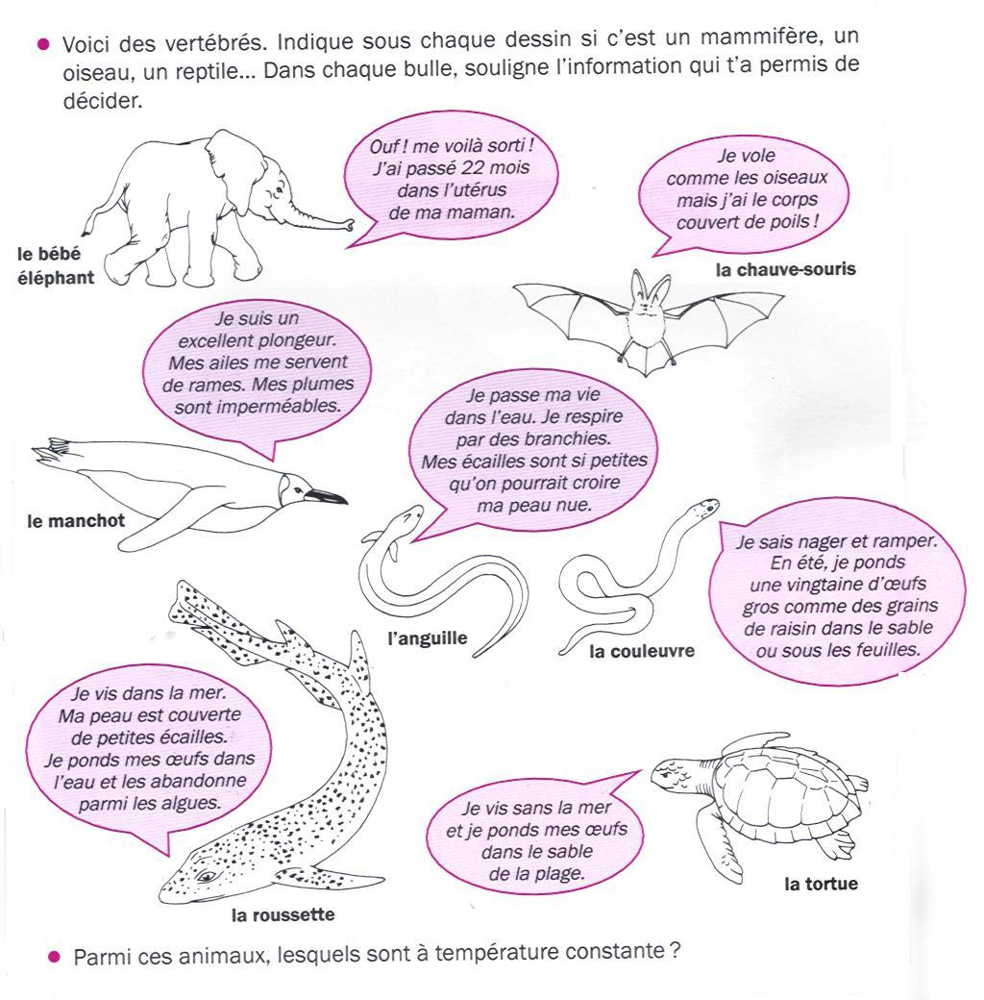 ● Voici des vertébrés. Indique sous chaque dessin si c'est un mammifère, un
oiseau, un reptile... Dans chaque bulle, souligne l'information qui t'a permis de
décider.
Ouf ! me voilà sorti !
J'ai passé 22 mois
dans l'utérus
de ma maman.
le bébé
éléphant
Je vole
comme les oiseaux
mais j'ai le corps
couvert de poils !
la chauve-souris
Je suis un
excellent plongeur.
Mes ailes me servent
de rames. Mes plumes
sont imperméables.
le manchot
Je passe ma vie
dans l'eau. Je respire
par des branchies.
Mes écailles sont si petites
qu'on pourrait croire
ma peau nue.
l'anguille
Je sais nager et ramper.
En été, je ponds
une vingtaine d'œufs
gros comme des grains
de raisin dans le sable
ou sous les feuilles.
la couleuvre
Je vis dans la mer.
Ma peau est couverte
de petites écailles.
Je ponds mes œufs dans
l'eau et les abandonne
parmi les algues.
la roussette
Je vis sans la mer
et je ponds mes œufs
dans le sable
de la plage.
la tortue
● Parmi ces animaux, lesquels sont à température constante ?